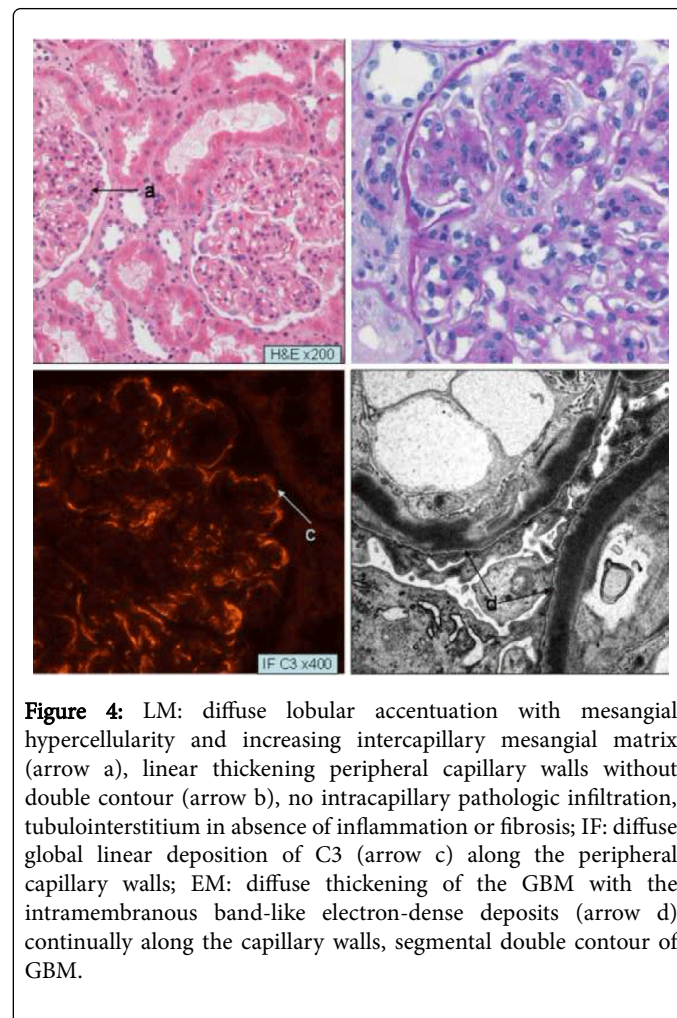 a
H&E x200
c
IF C3 x400
d
Figure 4: LM: diffuse lobular accentuation with mesangial
hypercellularity and increasing intercapillary mesangial matrix
(arrow a), linear thickening peripheral capillary walls without
double contour (arrow b), no intracapillary pathologic infiltration,
tubulointerstitium in absence of inflammation or fibrosis; IF: diffuse
global linear deposition of C3 (arrow c) along the peripheral
capillary walls; EM: diffuse thickening of the GBM with the
intramembranous band-like electron-dense deposits (arrow d)
continually along the capillary walls, segmental double contour of
GBM.